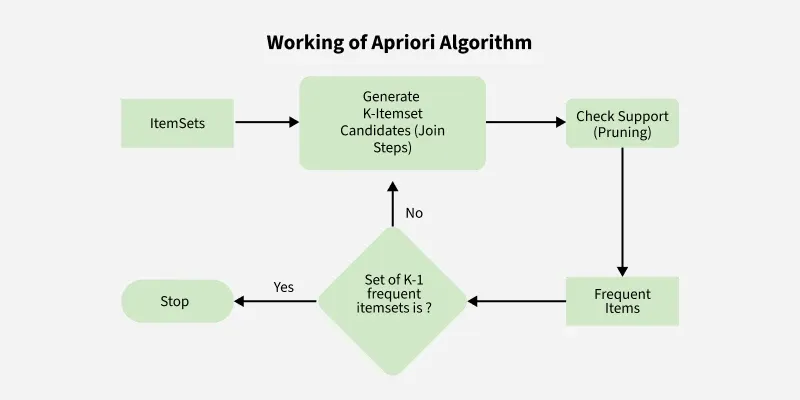 Working of Apriori Algorithm
ItemSets
Generate
K-Itemset
Candidates (Join
Steps)
Check Support
(Pruning)
No
Set of K-1
frequent
itemsets is ?
Yes
Stop
Frequent
Items